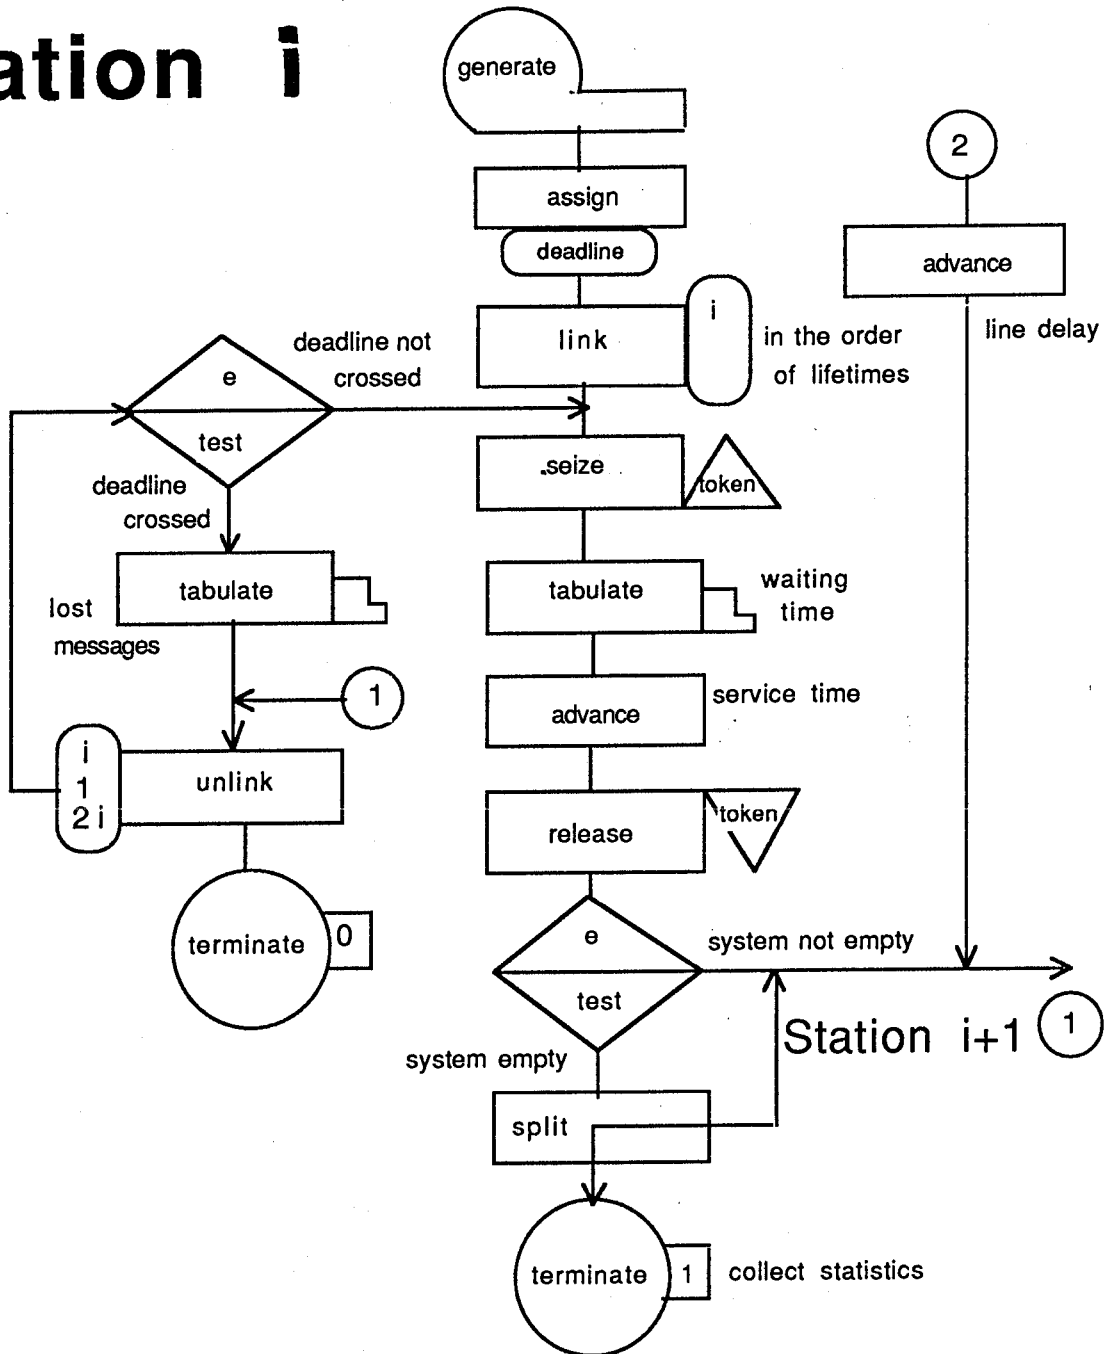 ation i
generate
assign
deadline
link
i
in the order
of lifetimes
2
advance
line delay
deadline not
crossed
e
test
deadline
crossed
tabulate
lost
messages
1
i
1
2i
unlink
terminate
0
seize
token
tabulate
waiting
time
advance
service time
release
token
e
test
system not empty
system empty
Station i+1
1
split
terminate
1
collect statistics